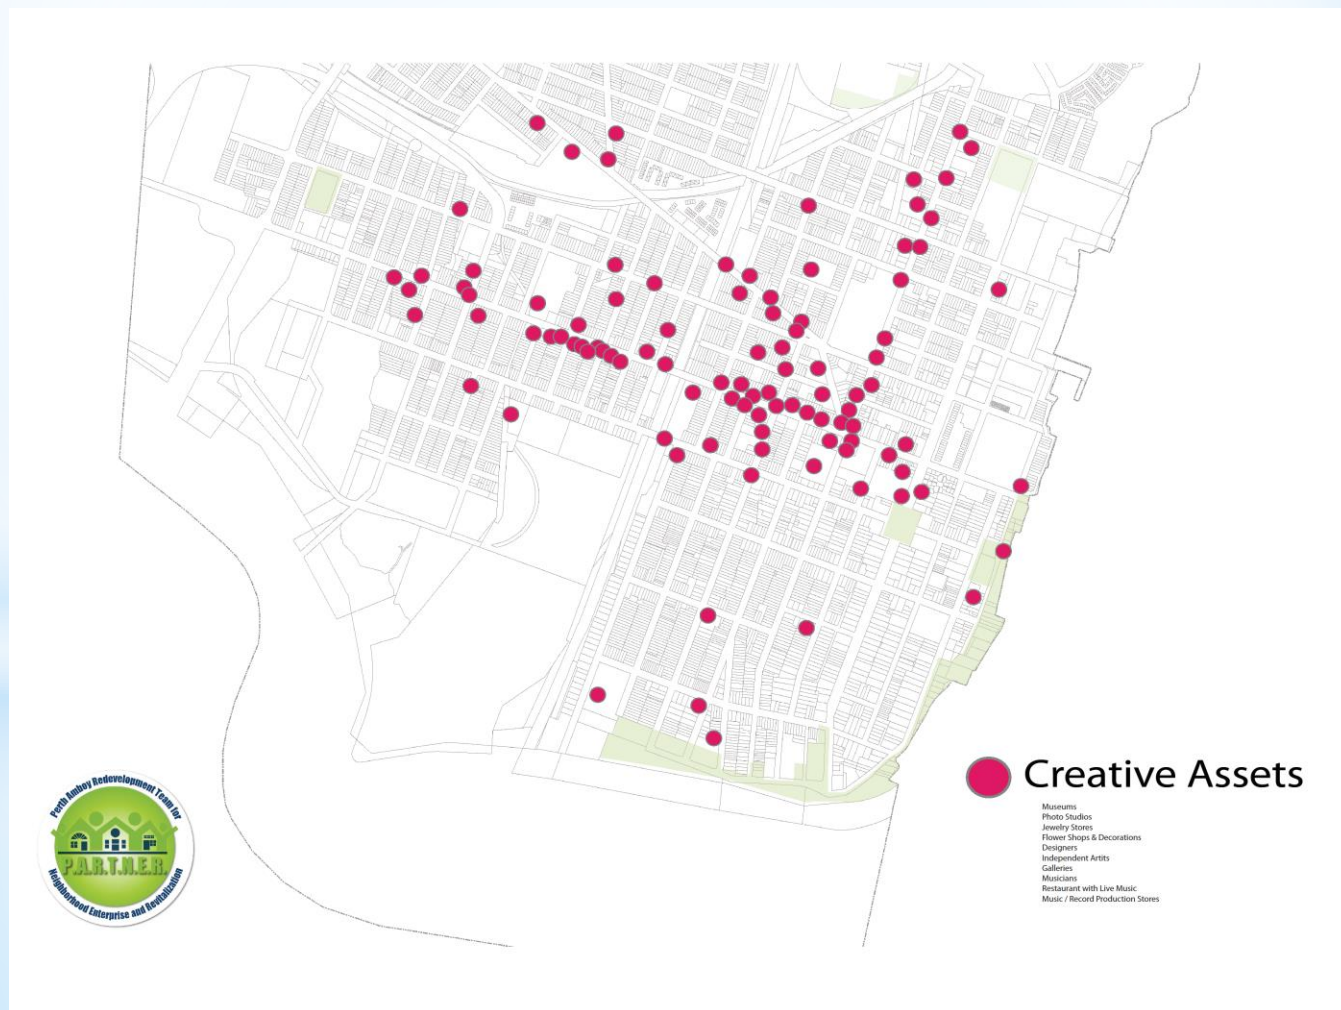 Creative Assets
Museums
Photo Studios
Jewelry Stores
Flower Shops & Decorations
Designers
Independent Artits
Galleries
Musicians
Restaurant with Live Music
Music / Record Production Stores
Perth Amboy Redevelopment Team for
P.A.R.T.N.E.R.
Neighborhood Enterprise and Revitalization